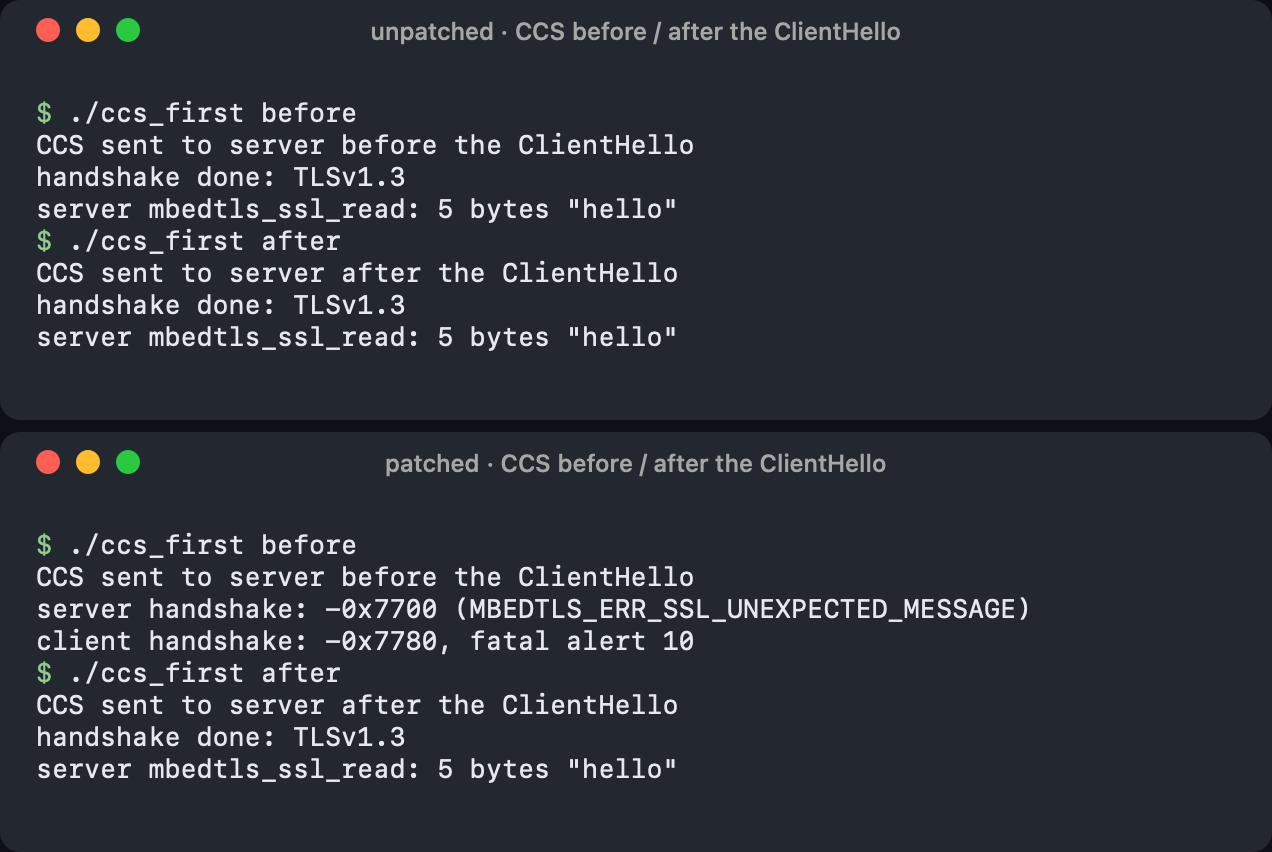 unpatched · CCS before / after the ClientHello
$ ./ccs_first before
CCS sent to server before the ClientHello
handshake done: TLSv1.3
server mbedtls_ssl_read: 5 bytes "hello"
$ ./ccs_first after
CCS sent to server after the ClientHello
handshake done: TLSv1.3
server mbedtls_ssl_read: 5 bytes "hello"
patched · CCS before / after the ClientHello
$ ./ccs_first before
CCS sent to server before the ClientHello
server handshake: -0x7700 (MBEDTLS_ERR_SSL_UNEXPECTED_MESSAGE)
client handshake: -0x7780, fatal alert 10
$ ./ccs_first after
CCS sent to server after the ClientHello
handshake done: TLSv1.3
server mbedtls_ssl_read: 5 bytes "hello"